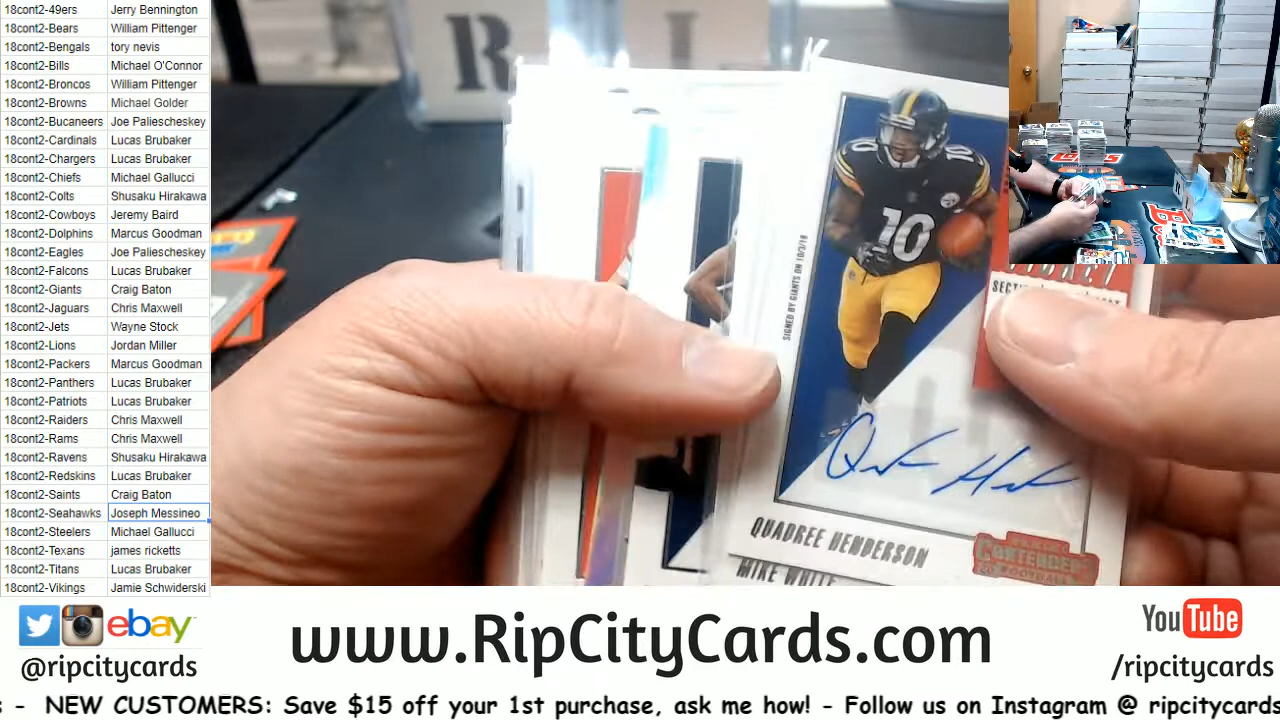 18cont2-49ers Jerry Bennington
18cont2-Bears William Pittenger
18cont2-Bengals tory nevis
18cont2-Bills Michael O'Connor
18cont2-Broncos William Pittenger
18cont2-Browns Michael Golder
18cont2-Bucaneers Joe Paliescheskey
18cont2-Cardinals Lucas Brubaker
18cont2-Chargers Lucas Brubaker
18cont2-Chiefs Michael Gallucci
18cont2-Colts Shusaku Hirakawa
18cont2-Cowboys Jeremy Baird
18cont2-Dolphins Marcus Goodman
18cont2-Eagles Joe Paliescheskey
18cont2-Falcons Lucas Brubaker
18cont2-Giants Craig Baton
18cont2-Jaguars Chris Maxwell
18cont2-Jets Wayne Stock
18cont2-Lions Jordan Miller
18cont2-Packers Marcus Goodman
18cont2-Panthers Lucas Brubaker
18cont2-Patriots Lucas Brubaker
18cont2-Raiders Chris Maxwell
18cont2-Rams Chris Maxwell
18cont2-Ravens Shusaku Hirakawa
18cont2-Redskins Lucas Brubaker
18cont2-Saints Craig Baton
18cont2-Seahawks Joseph Messineo
18cont2-Steelers Michael Gallucci
18cont2-Texans james ricketts
18cont2-Titans Lucas Brubaker
18cont2-Vikings Jamie Schwiderski
R I
10
10
10
SIGNED BY GIANTS ON 10/3/18
QUADREE HENDERSON
MIKE WHITE
CONTENDERS
FOOTBALL
ebay
@ripcitycards
www.RipCityCards.com
YouTube
/ripcitycards
s - NEW CUSTOMERS: Save $15 off your 1st purchase, ask me how! - Follow us on Instagram @ ripcitycards